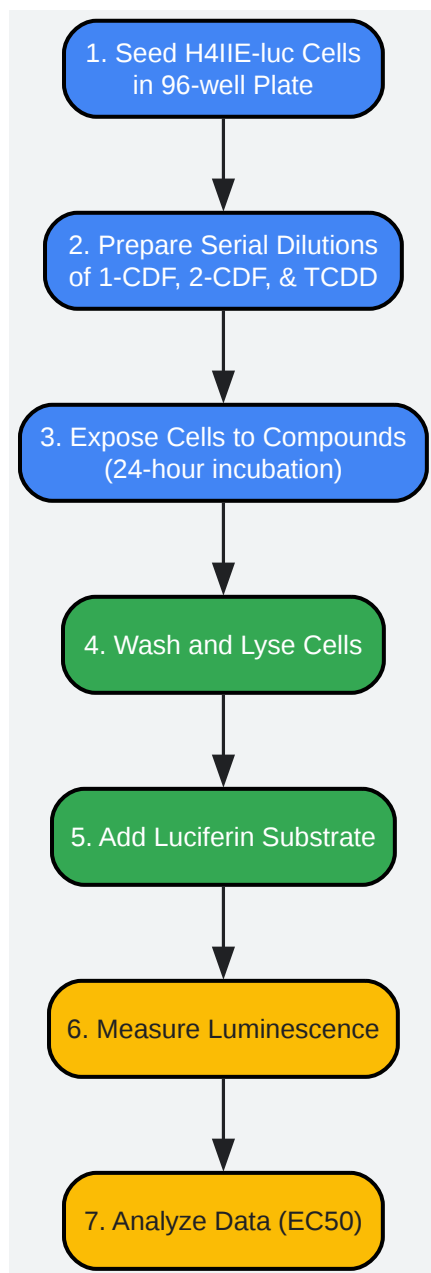 1. Seed H4IIE-luc Cells
in 96-well Plate
2. Prepare Serial Dilutions
of 1-CDF, 2-CDF, & TCDD
3. Expose Cells to Compounds
(24-hour incubation)
4. Wash and Lyse Cells
5. Add Luciferin Substrate
6. Measure Luminescence
7. Analyze Data (EC50)